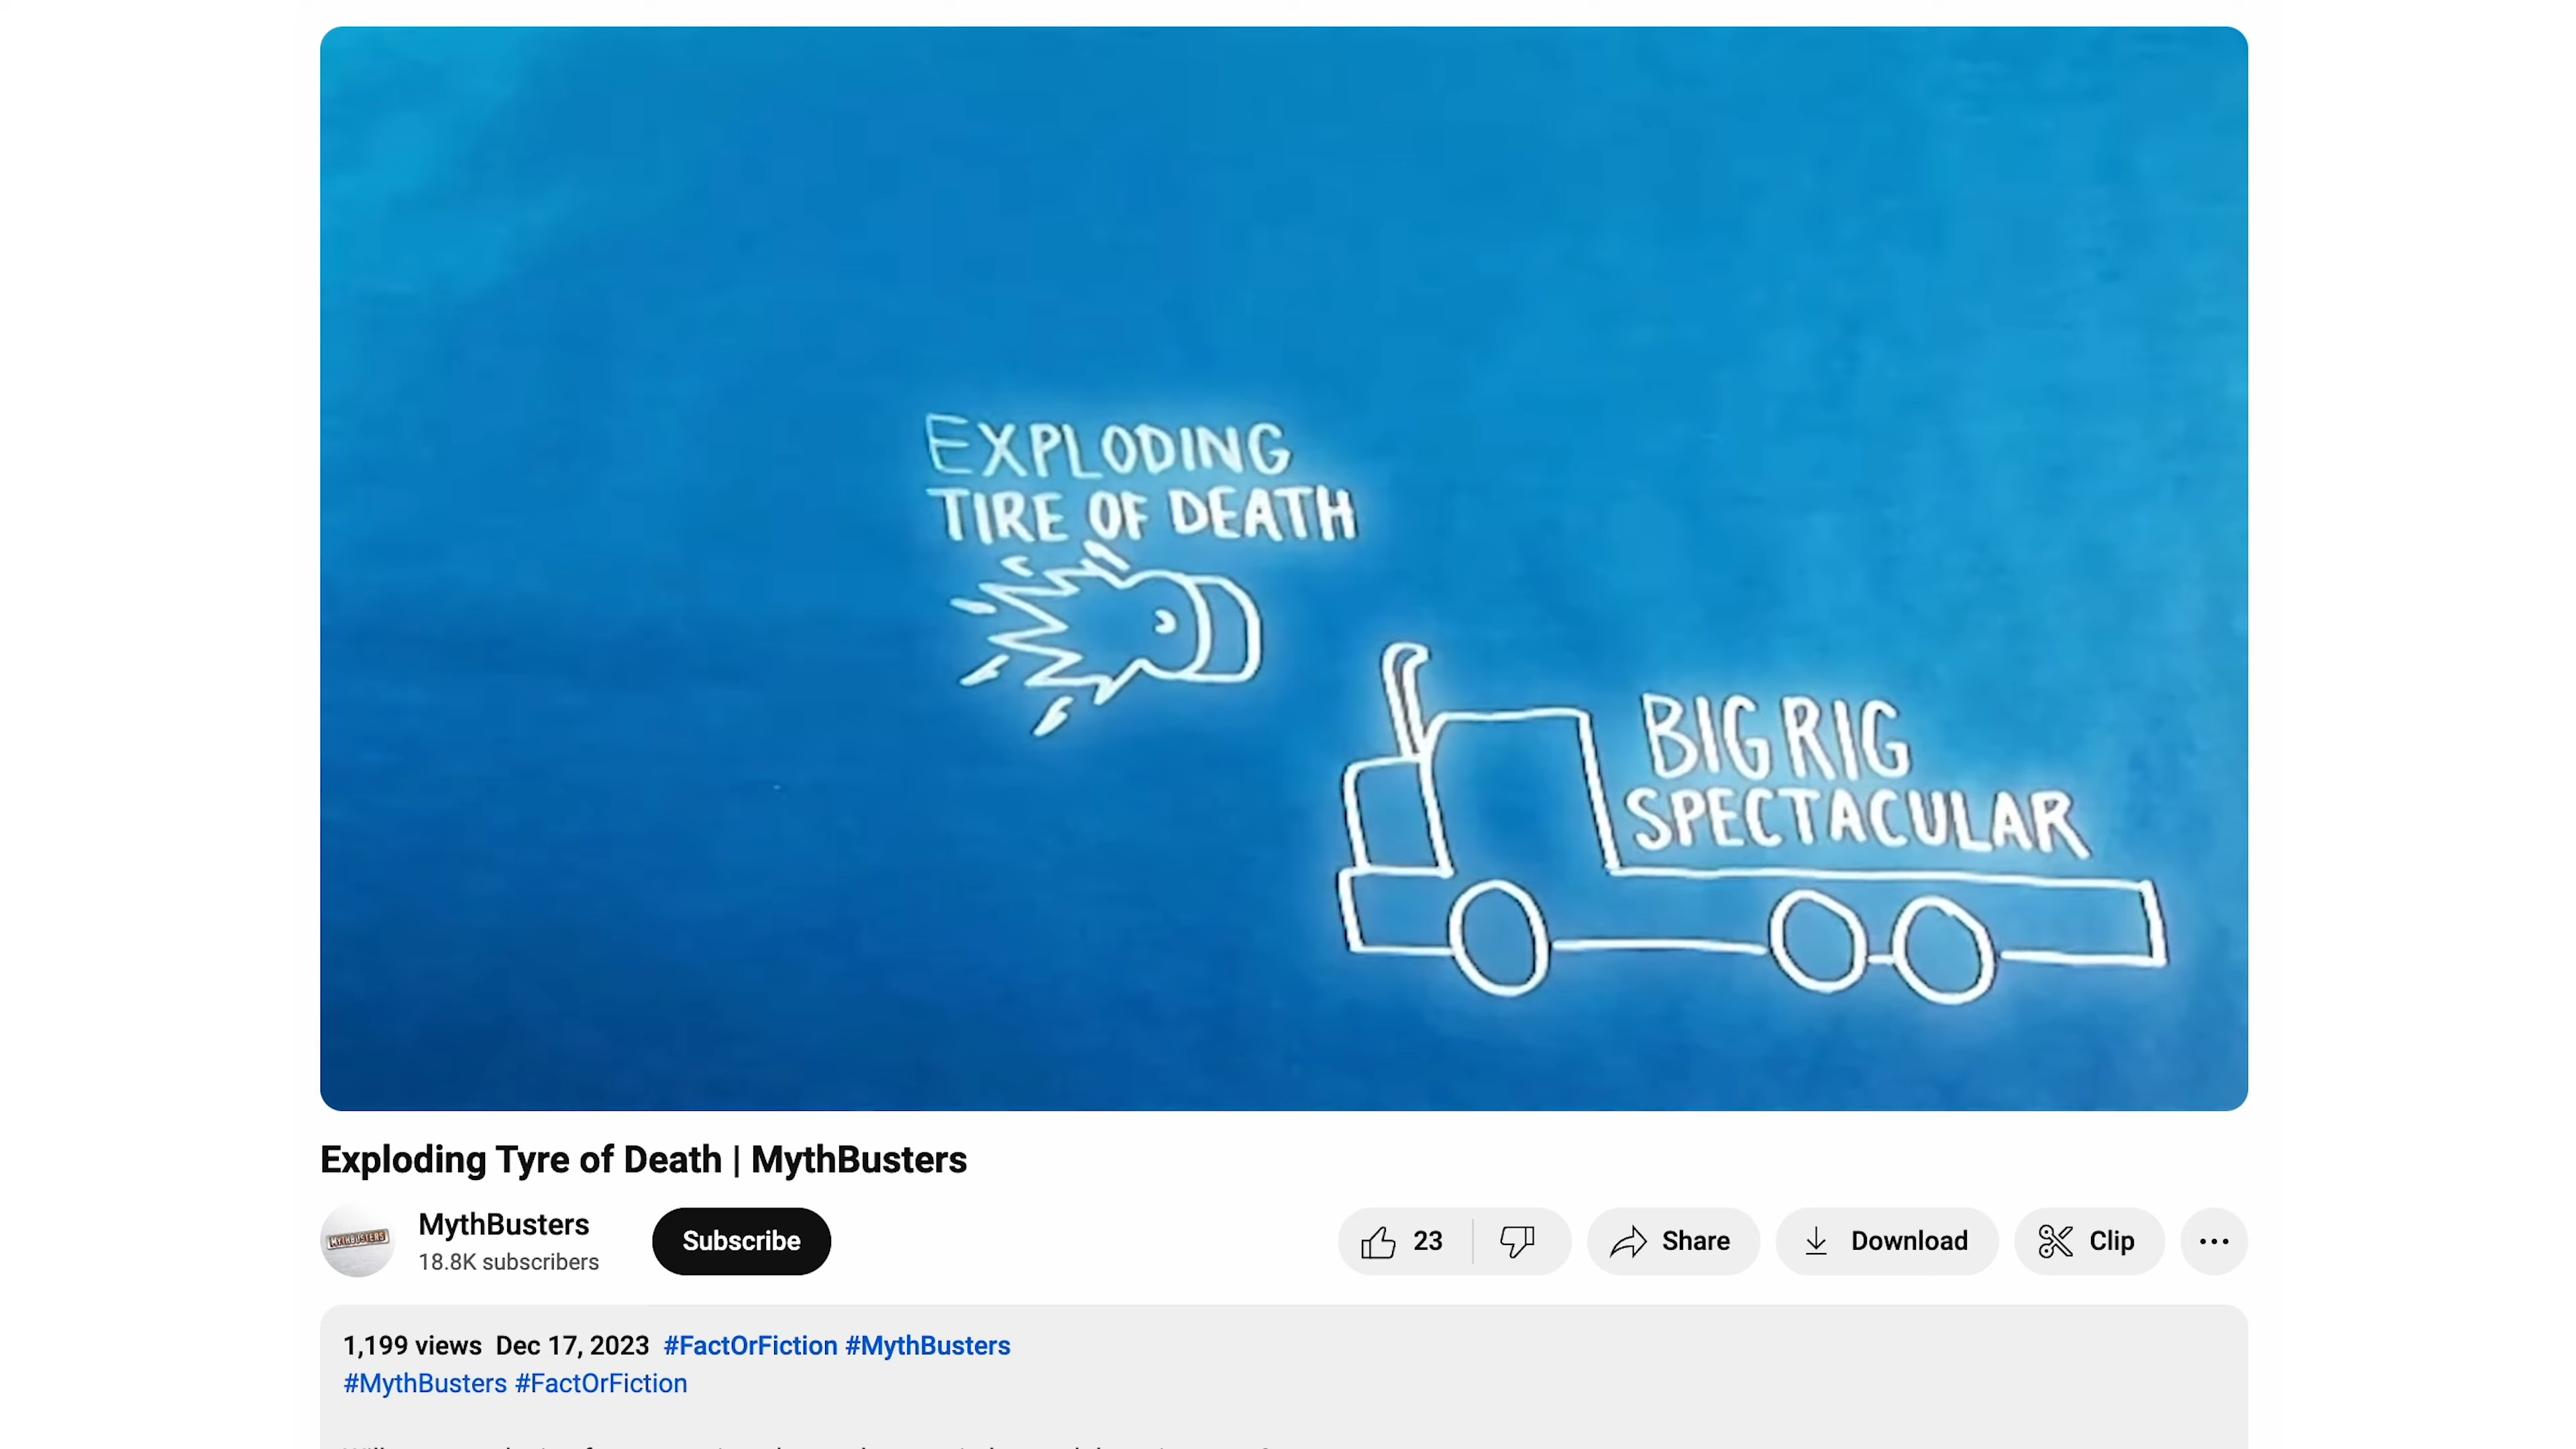 EXPLODING
TIRE OF DEATH
BIG RIG
SPECTACULAR
Exploding Tyre of Death | MythBusters
MYTHBUSTERS
MythBusters
18.8K subscribers
Subscribe
23
Share
Download
Clip
1,199 views Dec 17, 2023 #FactOrFiction #MythBusters
#MythBusters #FactOrFiction